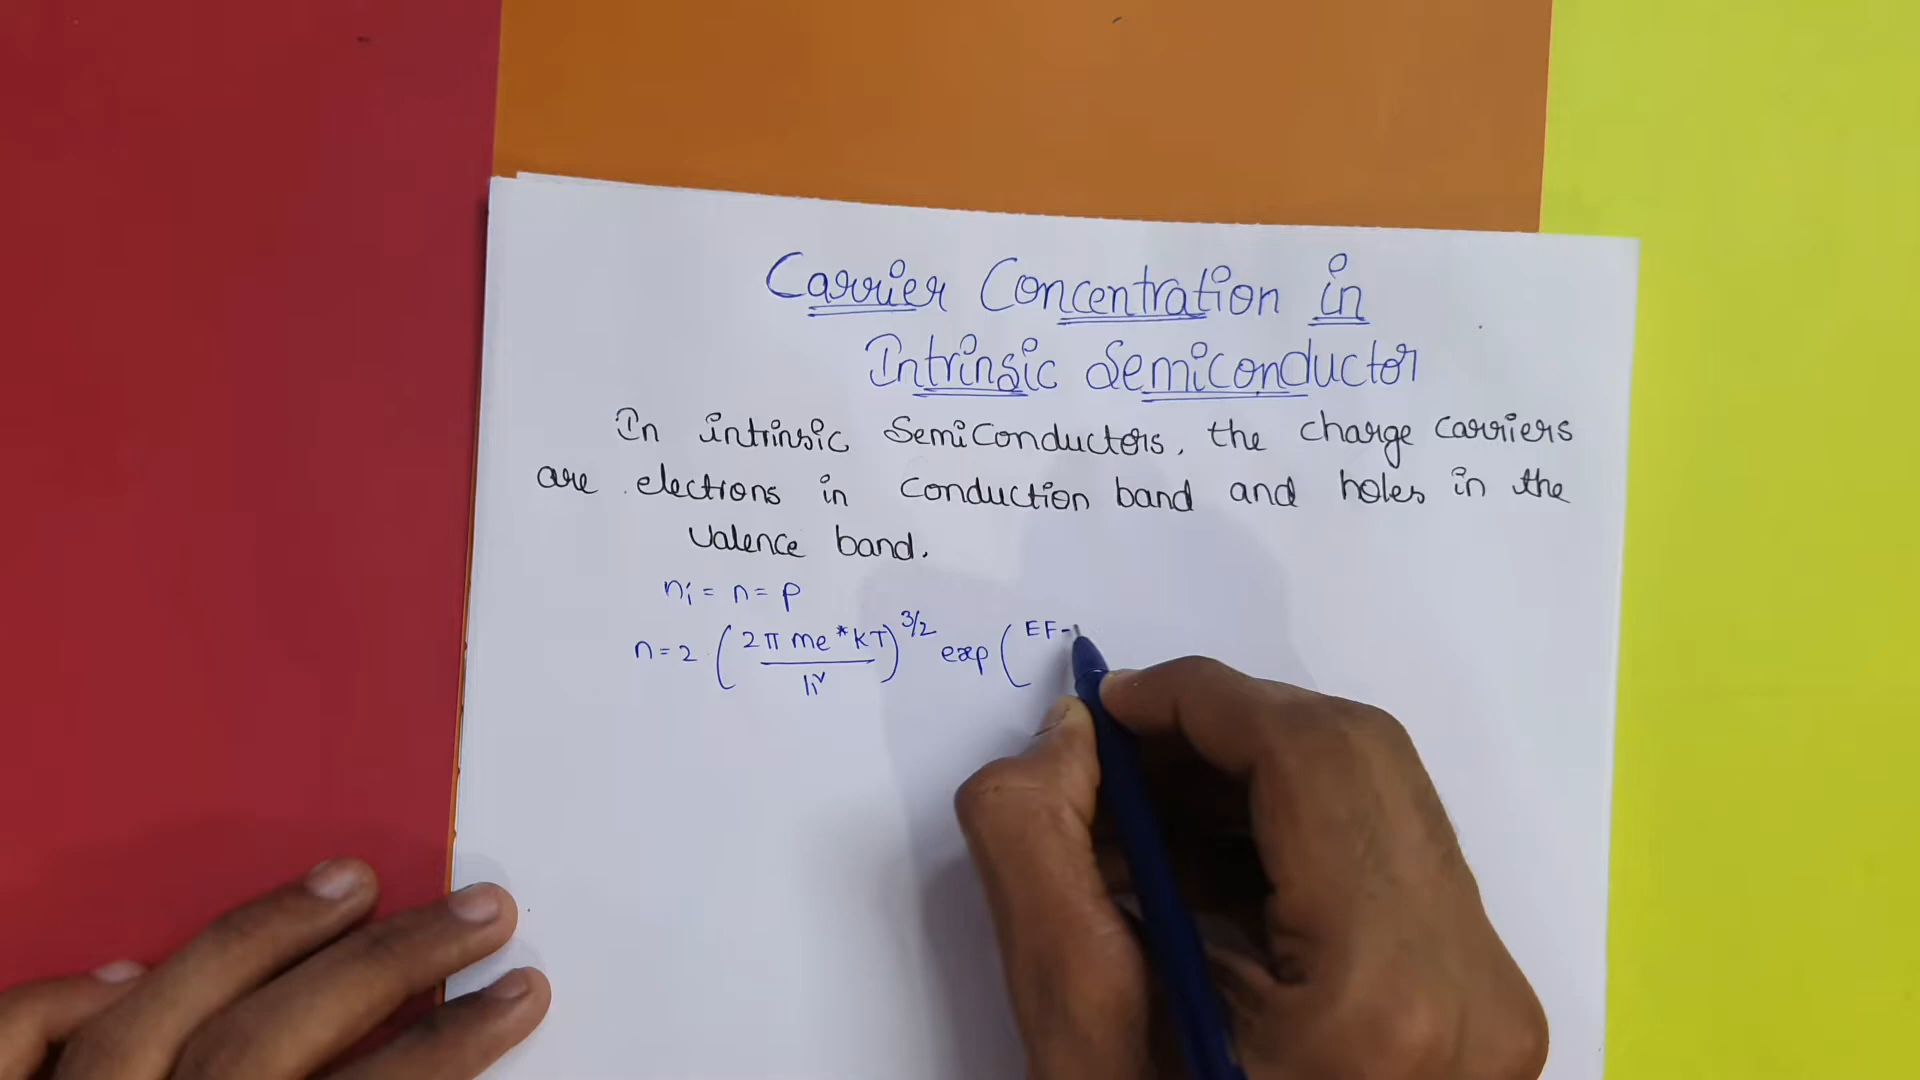 Carrier Concentration in
Intrinsic Semiconductor
In intrinsic Semiconductors, the charge carriers
are electrons in conduction band and holes in the
Valence band.
ni = n = p
n = 2 (2π me* KT / h²)^3/2 exp (EF-